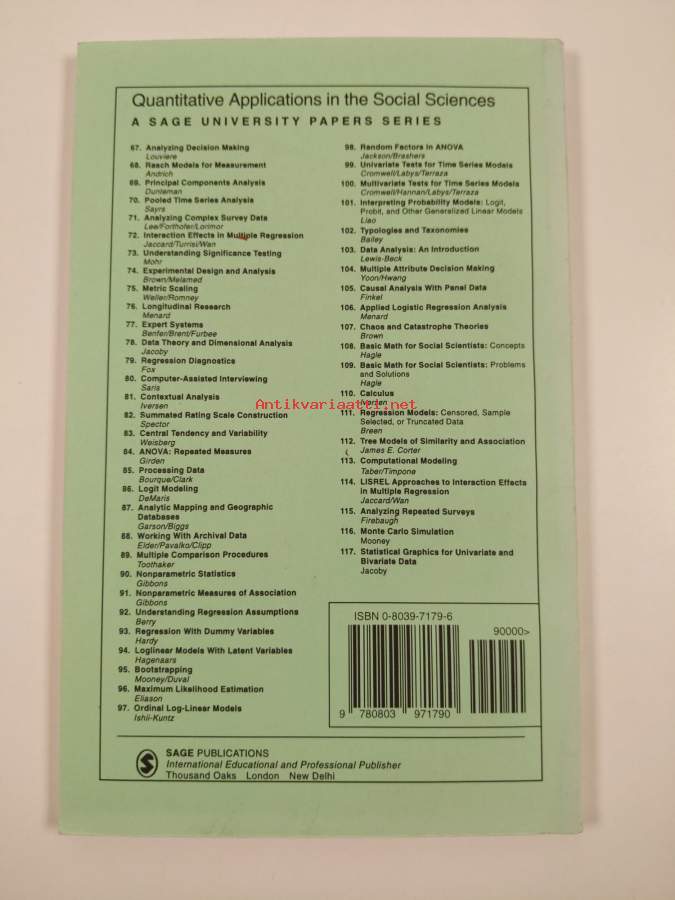 Quantitative Applications in the Social Sciences
A SAGE UNIVERSITY PAPERS SERIES
67. Analyzing Decision Making
Louviere
68. Rasch Models for Measurement
Andrich
69. Principal Components Analysis
Dunteman
70. Pooled Time Series Analysis
Sayrs
71. Analyzing Complex Survey Data
Lee/Forthofer/Lorimor
72. Interaction Effects in Multiple Regression
Jaccard/Turrisi/Wan
73. Understanding Significance Testing
Mohr
74. Experimental Design and Analysis
Brown/Melamed
75. Metric Scaling
Weller/Romney
76. Longitudinal Research
Menard
77. Expert Systems
Benfer/Brent/Furbee
78. Data Theory and Dimensional Analysis
Jacoby
79. Regression Diagnostics
Fox
80. Computer-Assisted Interviewing
Saris
81. Contextual Analysis
Iversen
82. Summated Rating Scale Construction
Spector
83. Central Tendency and Variability
Weisberg
84. ANOVA: Repeated Measures
Girden
85. Processing Data
Bourque/Clark
86. Logit Modeling
DeMaris
87. Analytic Mapping and Geographic
Databases
Garson/Biggs
88. Working With Archival Data
Elder/Pavalko/Clipp
89. Multiple Comparison Procedures
Toothaker
90. Nonparametric Statistics
Gibbons
91. Nonparametric Measures of Association
Gibbons
92. Understanding Regression Assumptions
Berry
93. Regression With Dummy Variables
Hardy
94. Loglinear Models With Latent Variables
Hagenaars
95. Bootstrapping
Mooney/Duval
96. Maximum Likelihood Estimation
Eliason
97. Ordinal Log-Linear Models
Ishii-Kuntz
98. Random Factors in ANOVA
Jackson/Brashers
99. Univariate Tests for Time Series Models
Cromwell/Labys/Terraza
100. Multivariate Tests for Time Series Models
Cromwell/Hannan/Labys/Terraza
101. Interpreting Probability Models: Logit,
Probit, and Other Generalized Linear Models
Liao
102. Typologies and Taxonomies
Bailey
103. Data Analysis: An Introduction
Lewis-Beck
104. Multiple Attribute Decision Making
Yoon/Hwang
105. Causal Analysis With Panel Data
Finkel
106. Applied Logistic Regression Analysis
Menard
107. Chaos and Catastrophe Theories
Brown
108. Basic Math for Social Scientists: Concepts
Hagle
109. Basic Math for Social Scientists: Problems
and Solutions
Hagle
110. Calculus
Iversen
111. Regression Models: Censored, Sample
Selected, or Truncated Data
Breen
112. Tree Models of Similarity and Association
James E. Corter
113. Computational Modeling
Taber/Timpone
114. LISREL Approaches to Interaction Effects
in Multiple Regression
Jaccard/Wan
115. Analyzing Repeated Surveys
Firebaugh
116. Monte Carlo Simulation
Mooney
117. Statistical Graphics for Univariate and
Bivariate Data
Jacoby
Antikvariaatti.net
ISBN 0-8039-7179-6
90000>
9 780803 971790
S
SAGE PUBLICATIONS
International Educational and Professional Publisher
Thousand Oaks London New Delhi